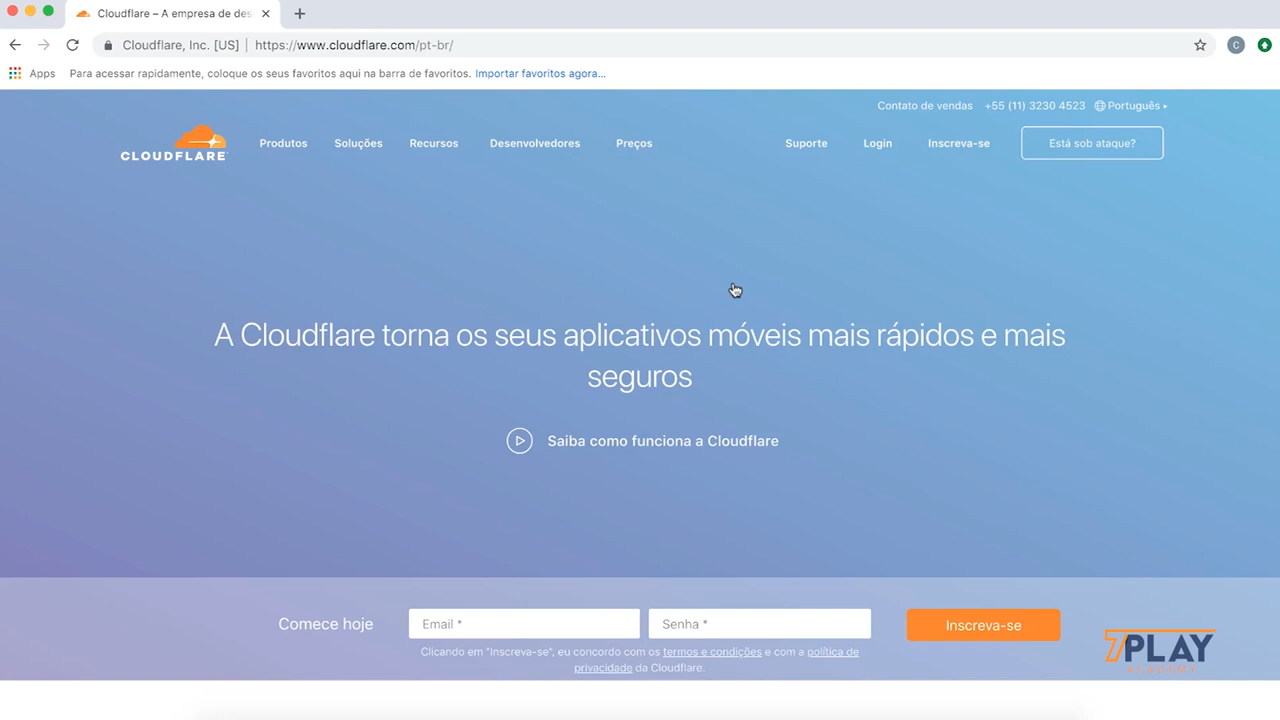 Cloudflare – A empresa de des
Cloudflare, Inc. [US] | https://www.cloudflare.com/pt-br/
C
Apps Para acessar rapidamente, coloque os seus favoritos aqui na barra de favoritos. Importar favoritos agora...
Contato de vendas +55 (11) 3230 4523 Português
CLOUDFLARE Produtos Soluções Recursos Desenvolvedores Preços Suporte Login Inscreva-se Está sob ataque?
A Cloudflare torna os seus aplicativos móveis mais rápidos e mais
seguros
Saiba como funciona a Cloudflare
Comece hoje Email * Senha * Inscreva-se
Clicando em "Inscreva-se", eu concordo com os termos e condições e com a política de
privacidade da Cloudflare.
7PLAY
ACADEMY